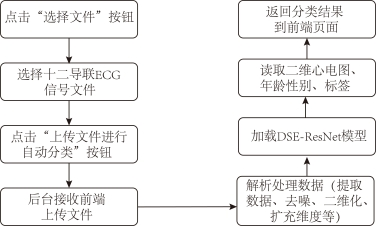 点击“选择文件”按钮
选择十二导联ECG
信号文件
点击“上传文件进行
自动分类”按钮
后台接收前端
上传文件
解析处理数据（提取
数据、去噪、二维化、
扩充维度等）
加载DSE-ResNet模型
读取二维心电图、
年龄性别、标签
返回分类结果
到前端页面